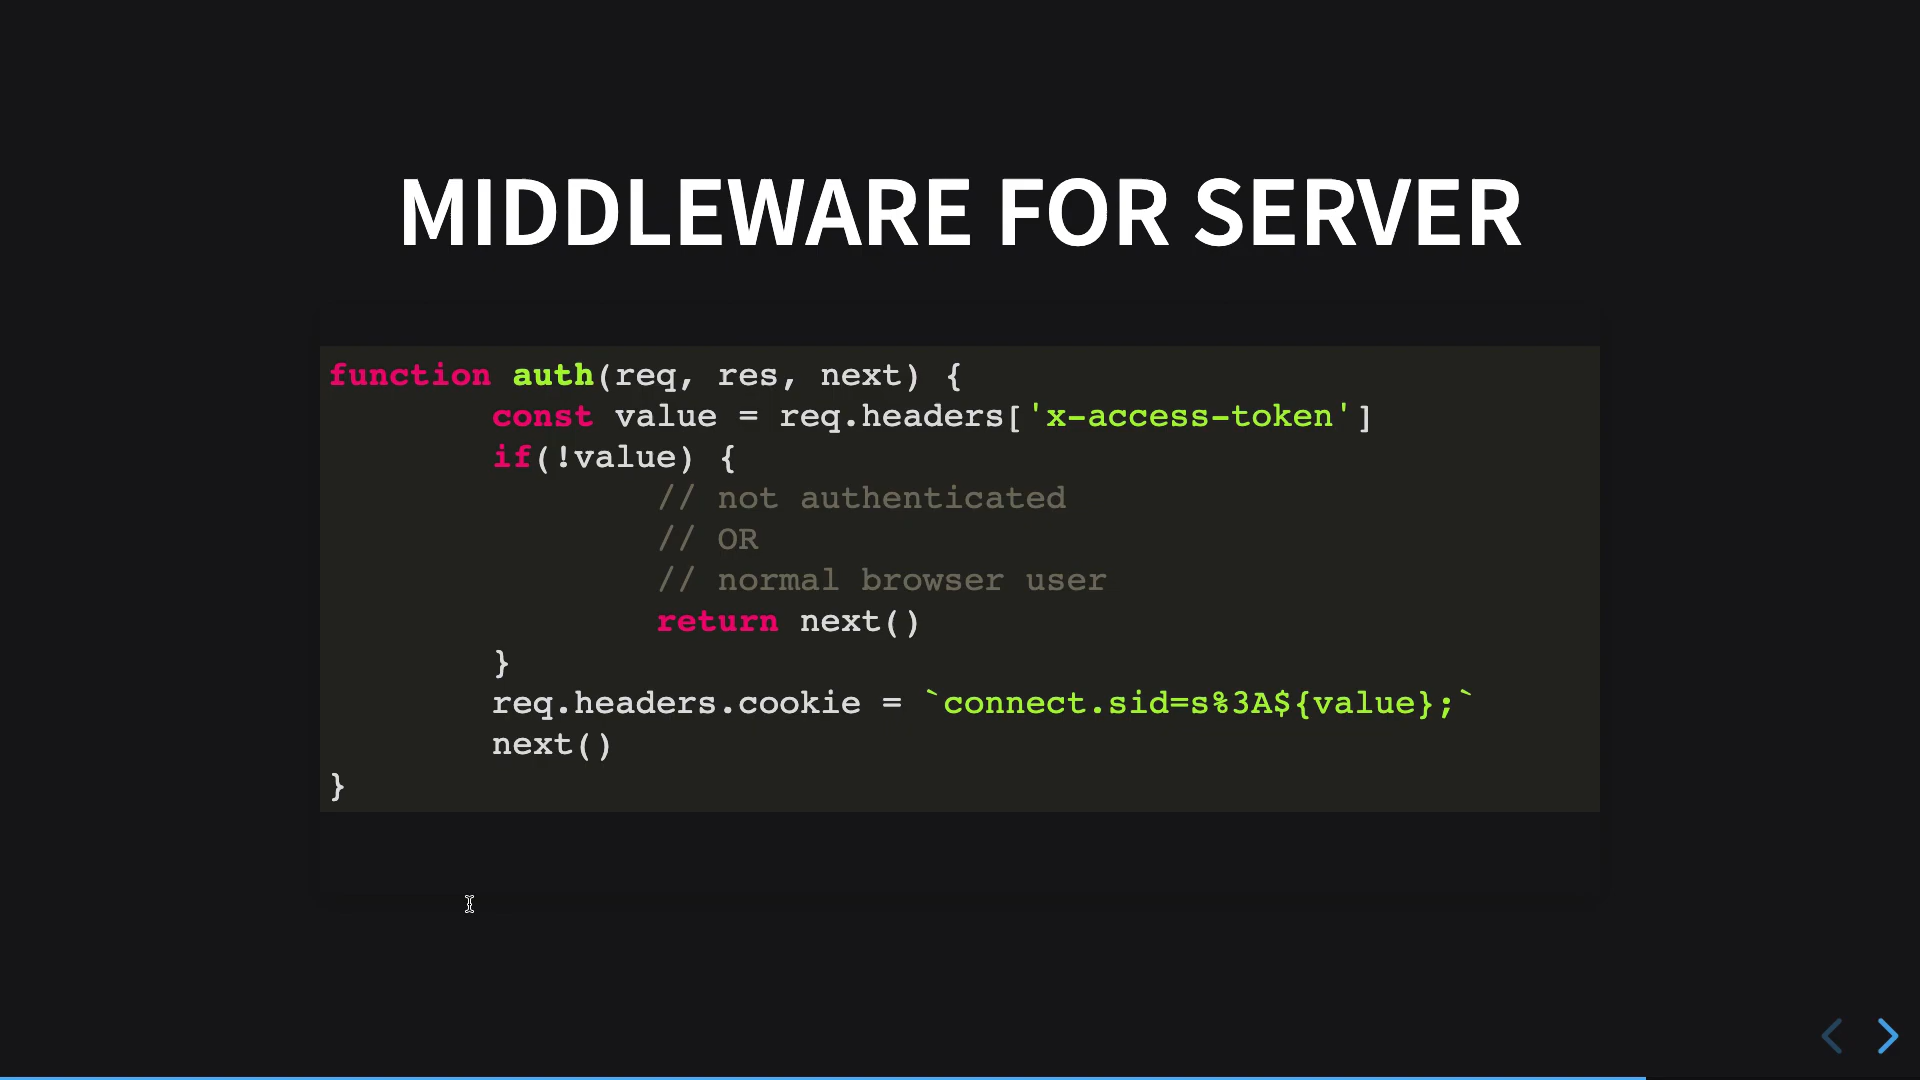 MIDDLEWARE FOR SERVER
function auth(req, res, next) {
const value = req.headers['x-access-token']
if(!value) {
// not authenticated
// OR
// normal browser user
return next()
}
req.headers.cookie = `connect.sid=s%3A${value};`
next()
}